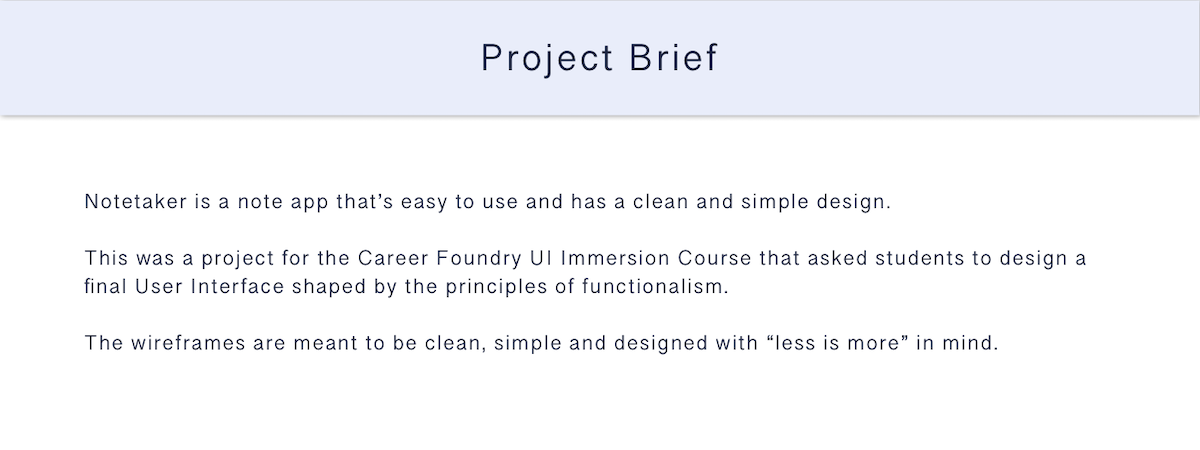 Project Brief
Notetaker is a note app that’s easy to use and has a clean and simple design.
This was a project for the Career Foundry UI Immersion Course that asked students to design a
final User Interface shaped by the principles of functionalism.
The wireframes are meant to be clean, simple and designed with “less is more” in mind.